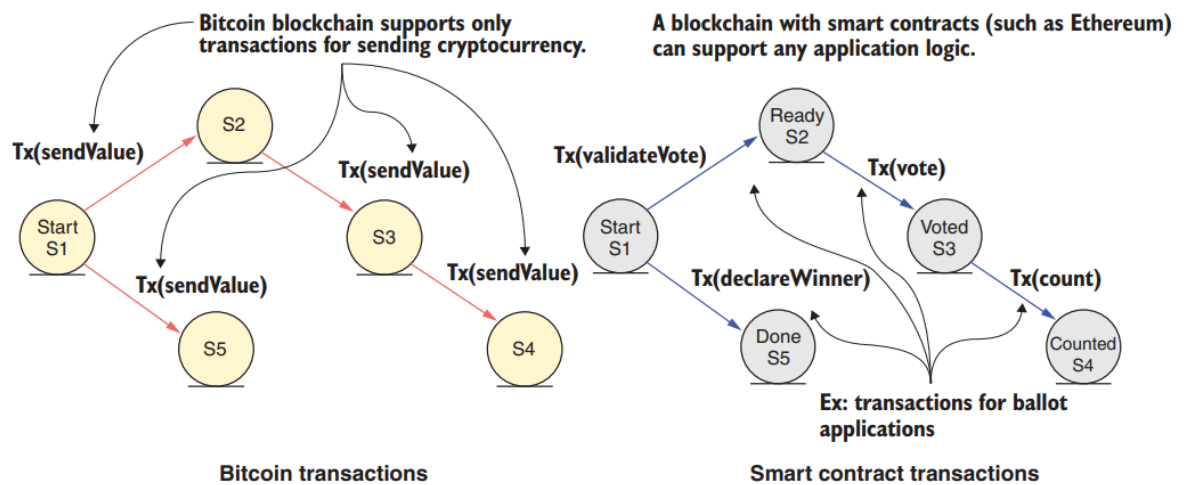 Bitcoin blockchain supports only
transactions for sending cryptocurrency.
S2
Tx(sendValue)
Tx(sendValue)
Start
S1
S3
Tx(sendValue)
Tx(sendValue)
S5
S4
Bitcoin transactions
A blockchain with smart contracts (such as Ethereum)
can support any application logic.
Ready
S2
Tx(validateVote)
Tx(vote)
Start
S1
Voted
S3
Tx(declareWinner)
Tx(count)
Done
S5
Counted
S4
Ex: transactions for ballot
applications
Smart contract transactions